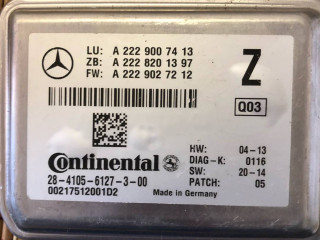 LU: A 222 900 74 13
ZB: A 222 820 13 97
FW: A 222 902 72 12
Z
Q03
Continental
28-4105-6127-3-00
00217512001D2
HW: 04-13
DIAG-K: 0116
SW: 20-14
PATCH: 05
Made in Germany